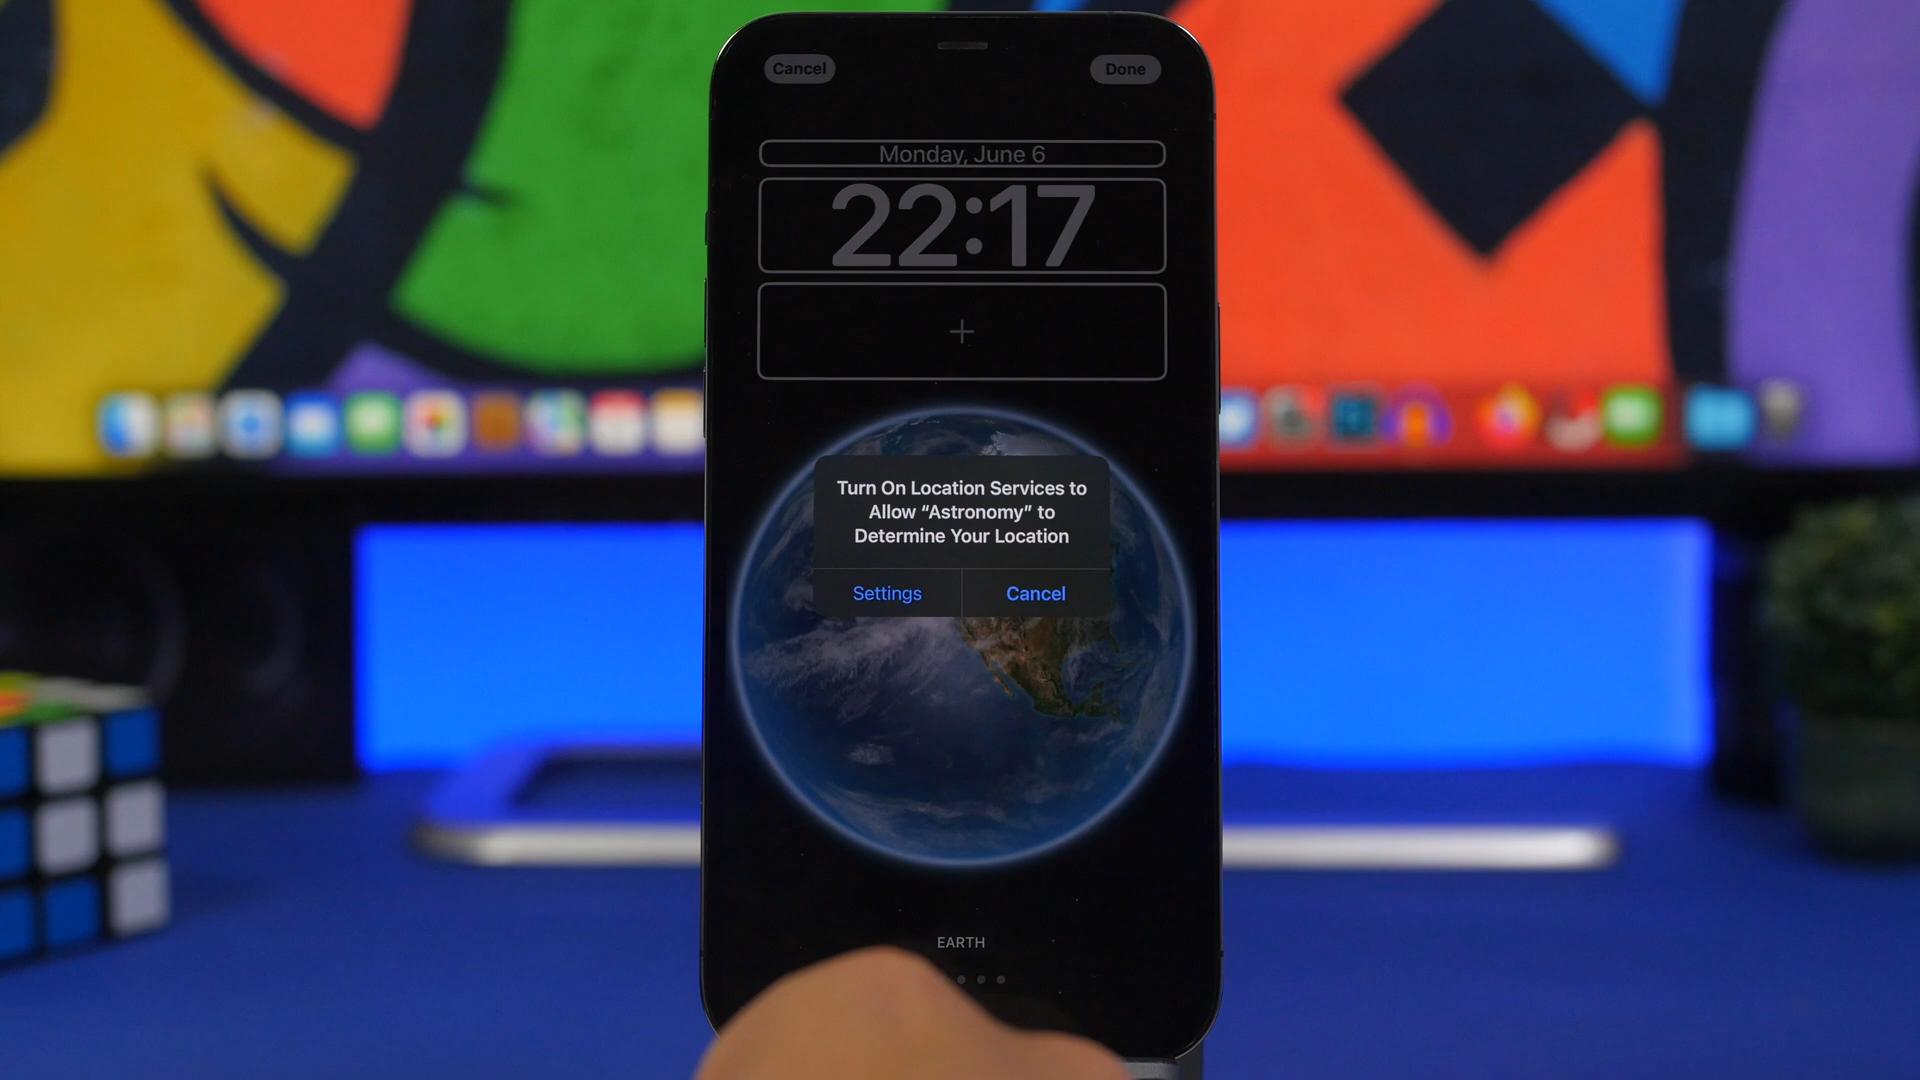 Cancel
Done
Monday, June 6
22:17
Turn On Location Services to
Allow “Astronomy” to
Determine Your Location
Settings
Cancel
EARTH